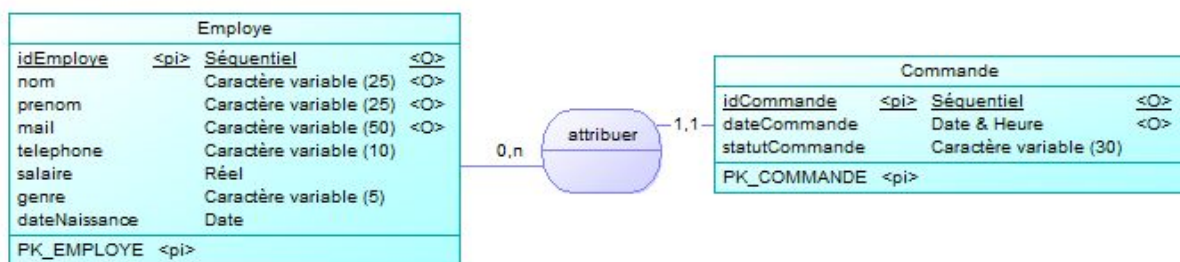 Employe
idEmploye <pi> Séquentiel <O>
nom Caractère variable (25) <O>
prenom Caractère variable (25) <O>
mail Caractère variable (50) <O>
telephone Caractère variable (10)
salaire Réel
genre Caractère variable (5)
dateNaissance Date
PK_EMPLOYE <pi>
0,n
attribuer
1,1
Commande
idCommande <pi> Séquentiel <O>
dateCommande Date & Heure <O>
statutCommande Caractère variable (30)
PK_COMMANDE <pi>